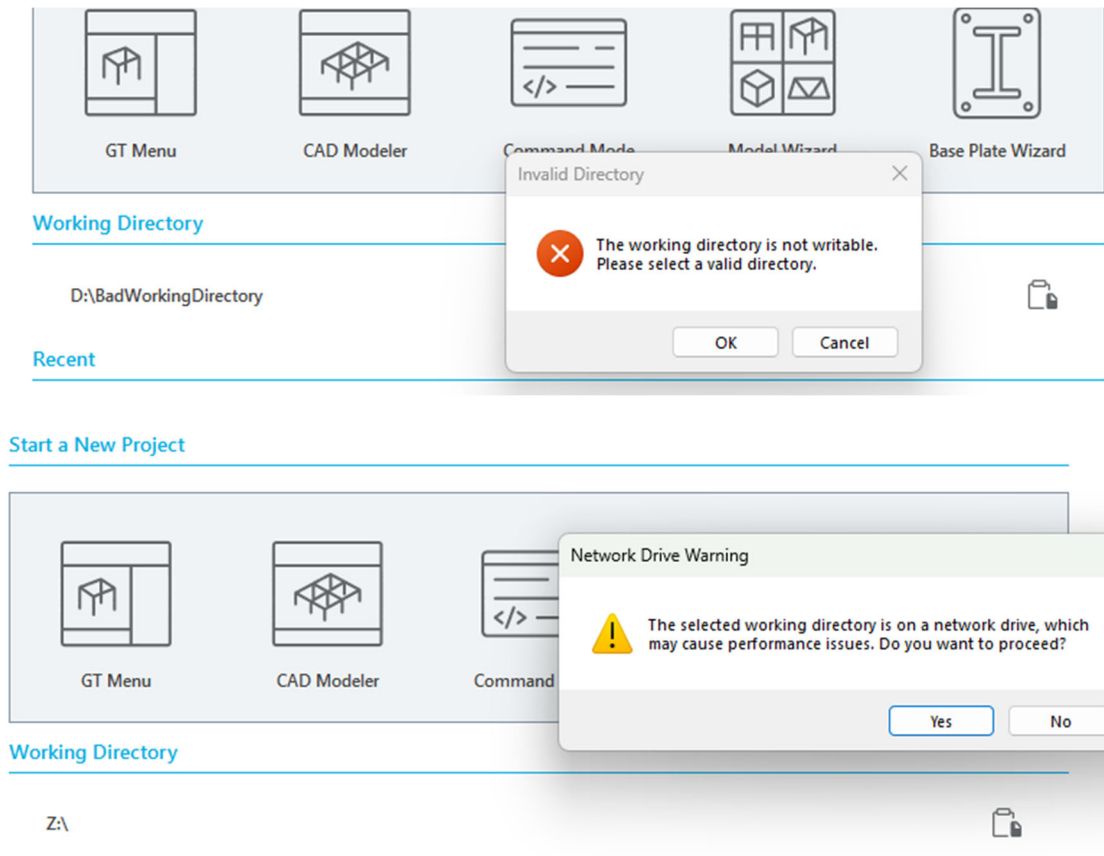 GT Menu
CAD Modeler
Command Mode
Model Wizard
Base Plate Wizard
Invalid Directory
Working Directory
The working directory is not writable.
Please select a valid directory.
D:\BadWorkingDirectory
OK
Cancel
Recent
Start a New Project
</>
Network Drive Warning
The selected working directory is on a network drive, which
may cause performance issues. Do you want to proceed?
GT Menu
CAD Modeler
Command
Yes
No
Working Directory
Z:\